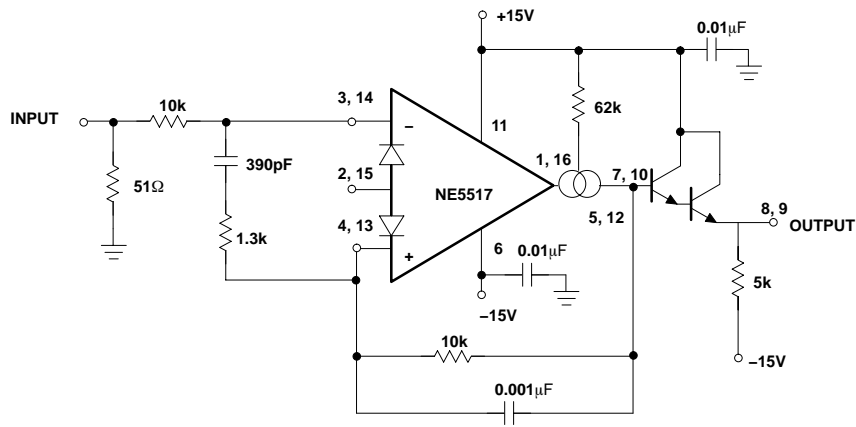 +15V
0.01μF
10k
3, 14
62k
INPUT
−
11
390pF
1, 16
7, 10
2, 15
51Ω
NE5517
8, 9
4, 13
5, 12
OUTPUT
1.3k
+
6
0.01μF
5k
−15V
10k
−15V
0.001μF